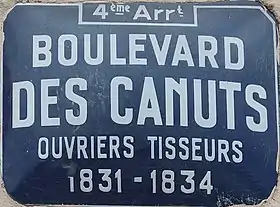 4ème Arrt
BOULEVARD
DES CANUTS
OUVRIERS TISSEURS
1831 - 1834